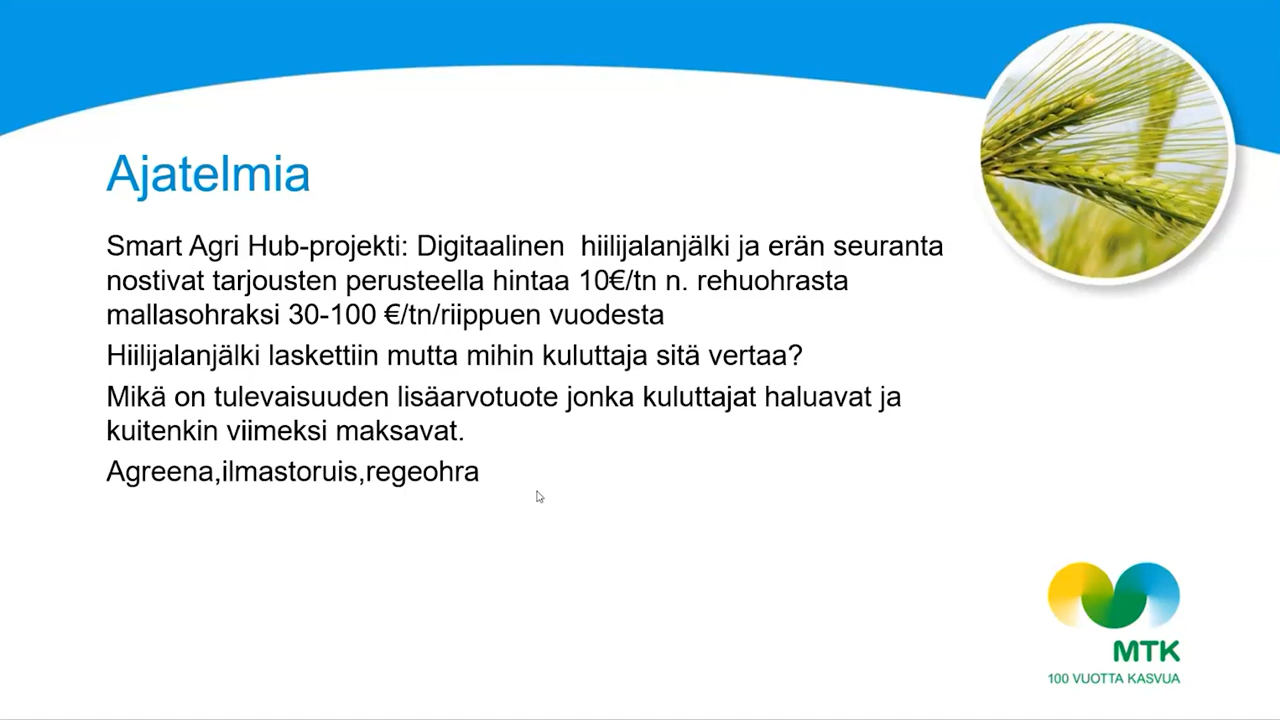 Ajatelmia
Smart Agri Hub-projekti: Digitaalinen  hiilijalanjälki ja erän seuranta
nostivat tarjousten perusteella hintaa 10€/tn n. rehuohrasta
mallasohraksi 30-100 €/tn/riippuen vuodesta
Hiilijalanjälki laskettiin mutta mihin kuluttaja sitä vertaa?
Mikä on tulevaisuuden lisäarvotuote jonka kuluttajat haluavat ja
kuitenkin viimeksi maksavat.
Agreena,ilmastoruis,regeohra
MTK
100 VUOTTA KASVUA